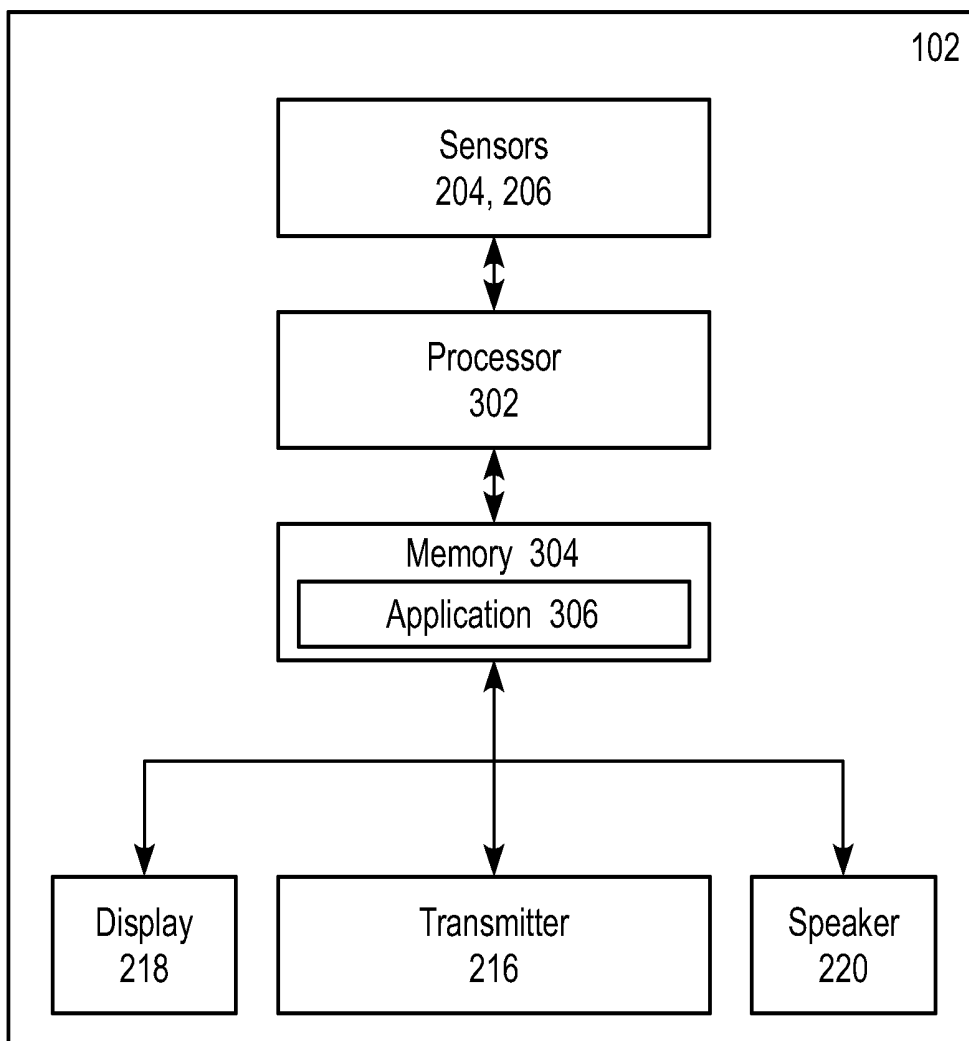 102
Sensors
204, 206
Processor
302
Memory 304
Application 306
Display
218
Transmitter
216
Speaker
220